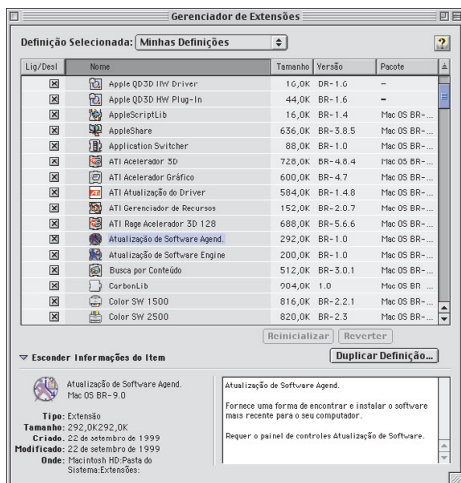 Gerenciador de Extensões
Definição Selecionada: Minhas Definições
Lig/Desl Nome Tamanho Versão Pacote
Apple QD3D HW Driver 16,0K BR-1.6 -
Apple QD3D HW Plug-In 44,0K BR-1.6 -
AppleScriptLib 16,0K BR-1.4 Mac OS BR-...
AppleShare 636,0K BR-3.8.5 Mac OS BR-...
Application Switcher 88,0K BR-1.0 Mac OS BR-...
ATI Acelerador 3D 728,0K BR-4.8.4 Mac OS BR-...
ATI Acelerador Gráfico 600,0K BR-4.7 Mac OS BR-...
ATI Atualização do Driver 584,0K BR-1.4.8 Mac OS BR-...
ATI Gerenciador de Recursos 152,0K BR-2.0.7 Mac OS BR-...
ATI Rage Acelerador 3D 128 688,0K BR-5.6.6 Mac OS BR-...
Atualização de Software Agend. 292,0K BR-1.0 Mac OS BR-...
Atualização de Software Engine 200,0K BR-1.0 Mac OS BR-...
Busca por Conteúdo 512,0K BR-3.0.1 Mac OS BR-...
CarbonLib 904,0K 1.0 Mac OS BR-...
Color SW 1500 816,0K BR-2.2.1 Mac OS BR-...
Color SW 2500 820,0K BR-2.3 Mac OS BR-...
Reinicializar Reverter
Esconder Informações do Item Duplicar Definição...
Atualização de Software Agend.
Mac OS BR-9.0
Tipo: Extensão
Tamanho: 292,0K292,0K
Criado. 22 de setembro de 1999
Modificado: 22 de setembro de 1999
Onde: Macintosh HD:Pasta do
Sistema:Extensões:
Atualização de Software Agend.
Fornece uma forma de encontrar e instalar o software
mais recente para o seu computador.
Requer o painel de controles Atualização de Software.